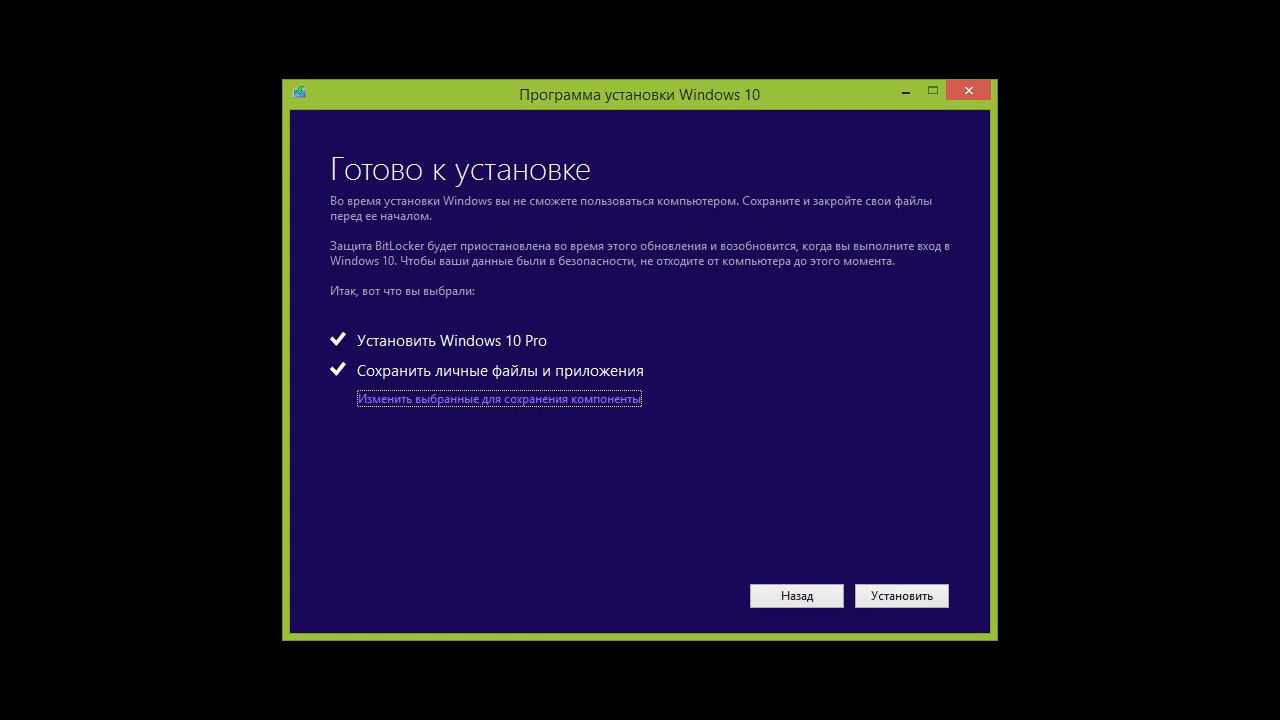 Программа установки Windows 10
Готово к установке
Во время установки Windows вы не сможете пользоваться компьютером. Сохраните и закройте свои файлы
перед ее началом.
Защита BitLocker будет приостановлена во время этого обновления и возобновится, когда вы выполните вход в
Windows 10. Чтобы ваши данные были в безопасности, не отходите от компьютера до этого момента.
Итак, вот что вы выбрали:
Установить Windows 10 Pro
Сохранить личные файлы и приложения
Изменить выбранные для сохранения компоненты
Назад
Установить